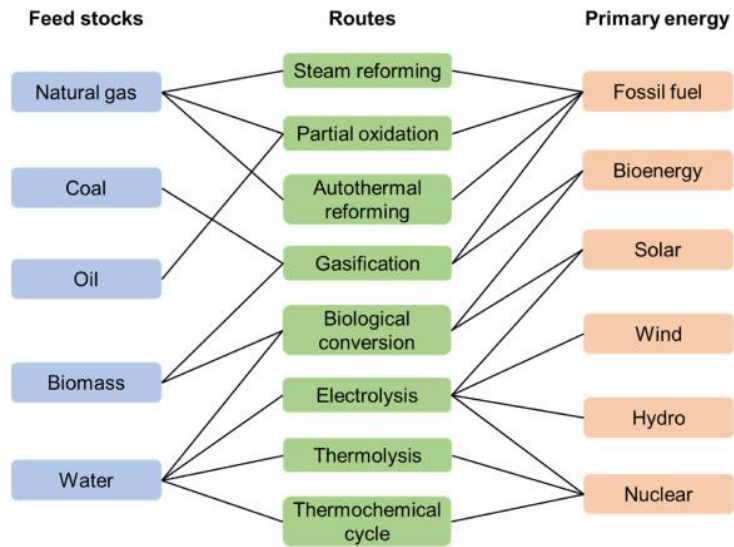 Feed stocks
Routes
Primary energy
Natural gas
Coal
Oil
Biomass
Water
Steam reforming
Partial oxidation
Autothermal
reforming
Gasification
Biological
conversion
Electrolysis
Thermolysis
Thermochemical
cycle
Fossil fuel
Bioenergy
Solar
Wind
Hydro
Nuclear